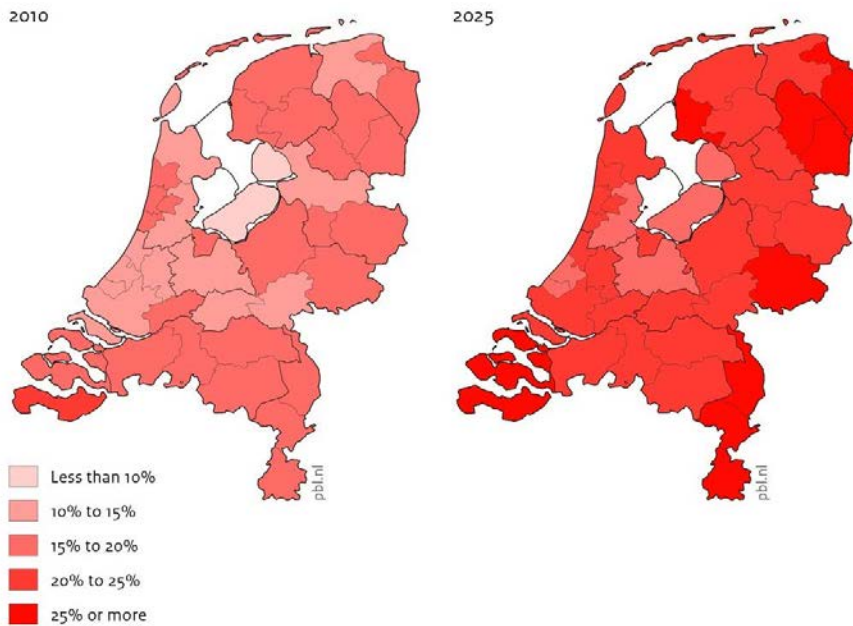 2010
2025
Less than 10%
10% to 15%
15% to 20%
20% to 25%
25% or more
pbl.nl
pbl.nl